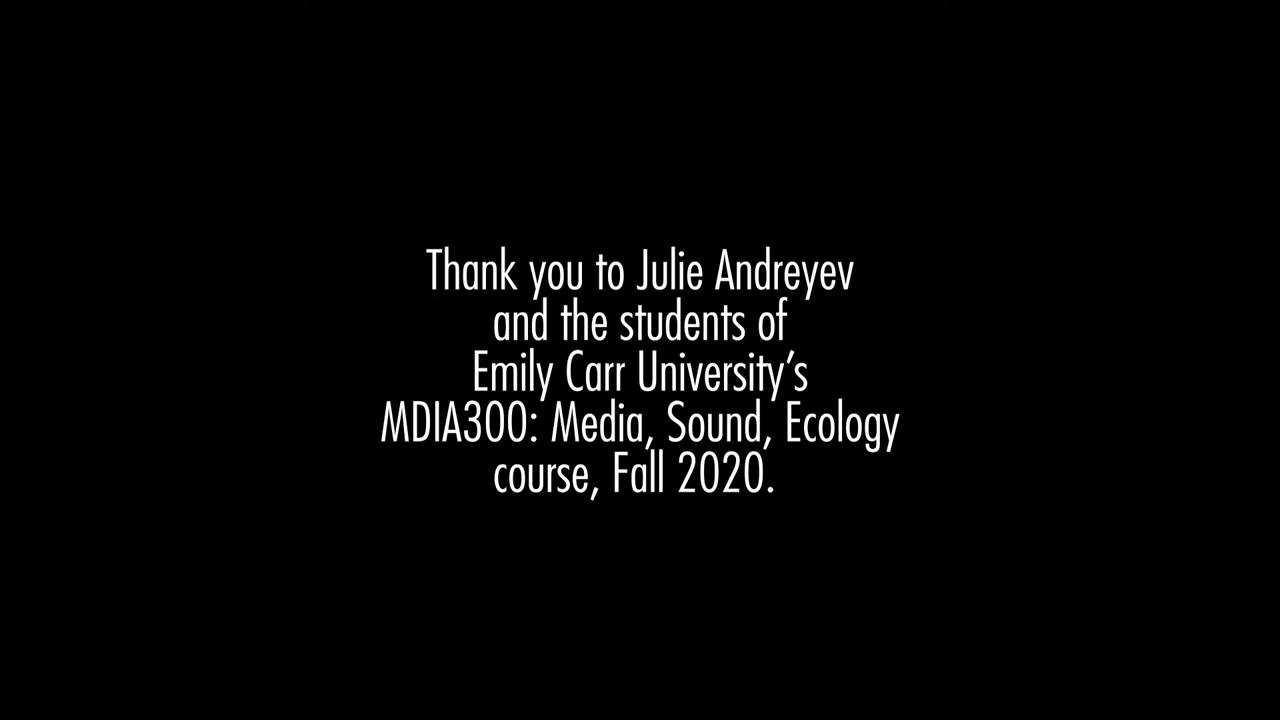 Thank you to Julie Andreyev
and the students of
Emily Carr University’s
MDIA300: Media, Sound, Ecology
course, Fall 2020.